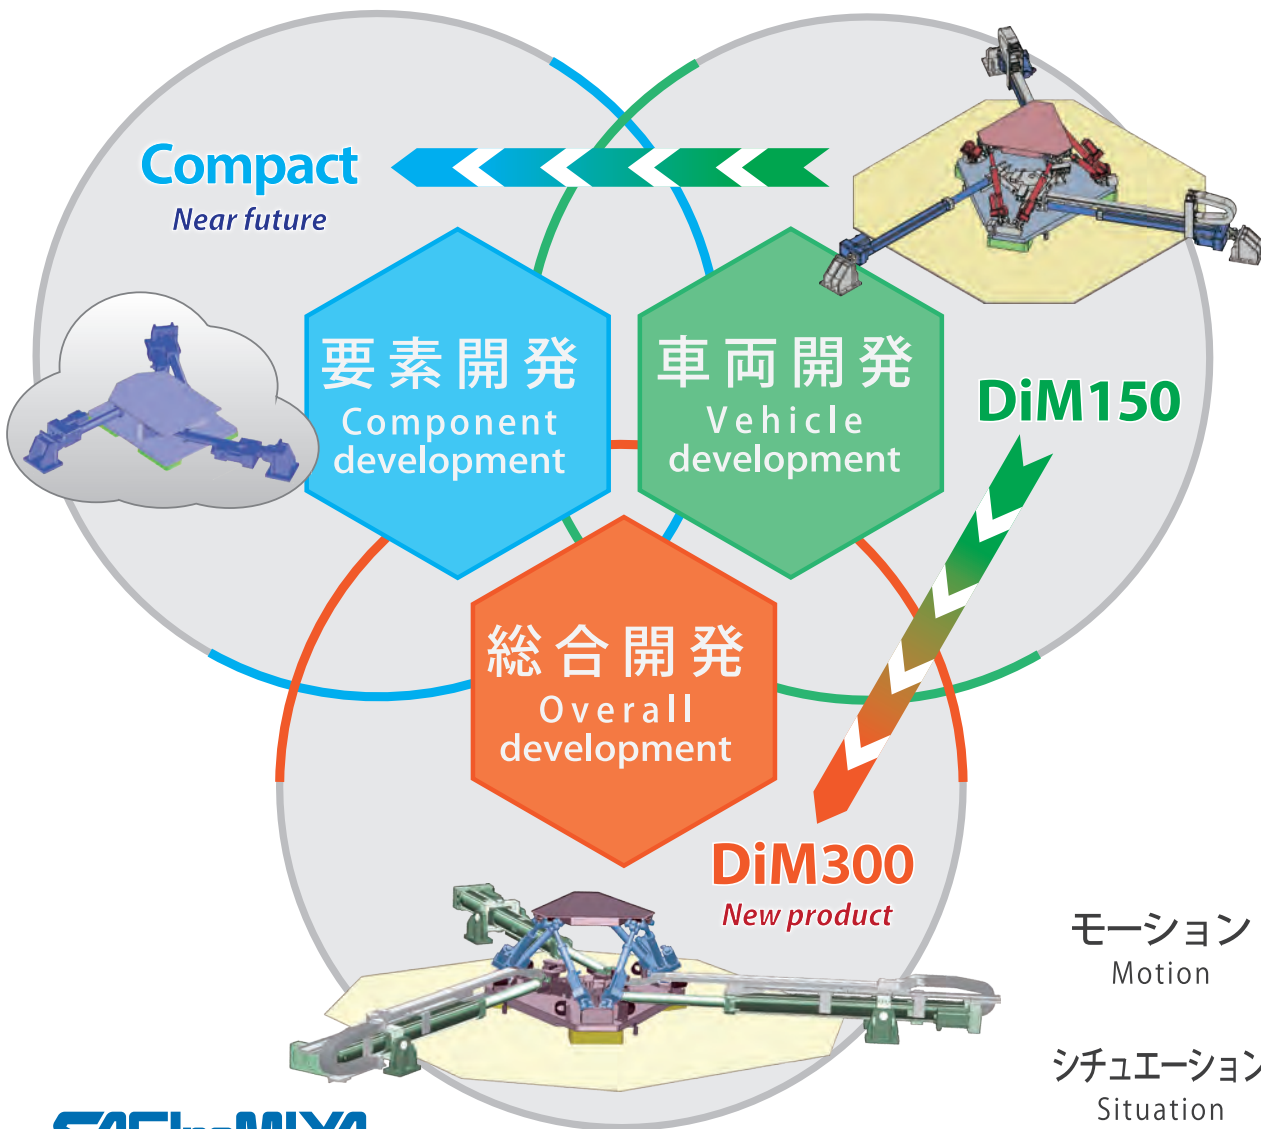 Compact
Near future
要素開発
Component
development
車両開発
Vehicle
development
DiM150
総合開発
Overall
development
DiM300
New product
モーション
Motion
シチュエーション
Situation